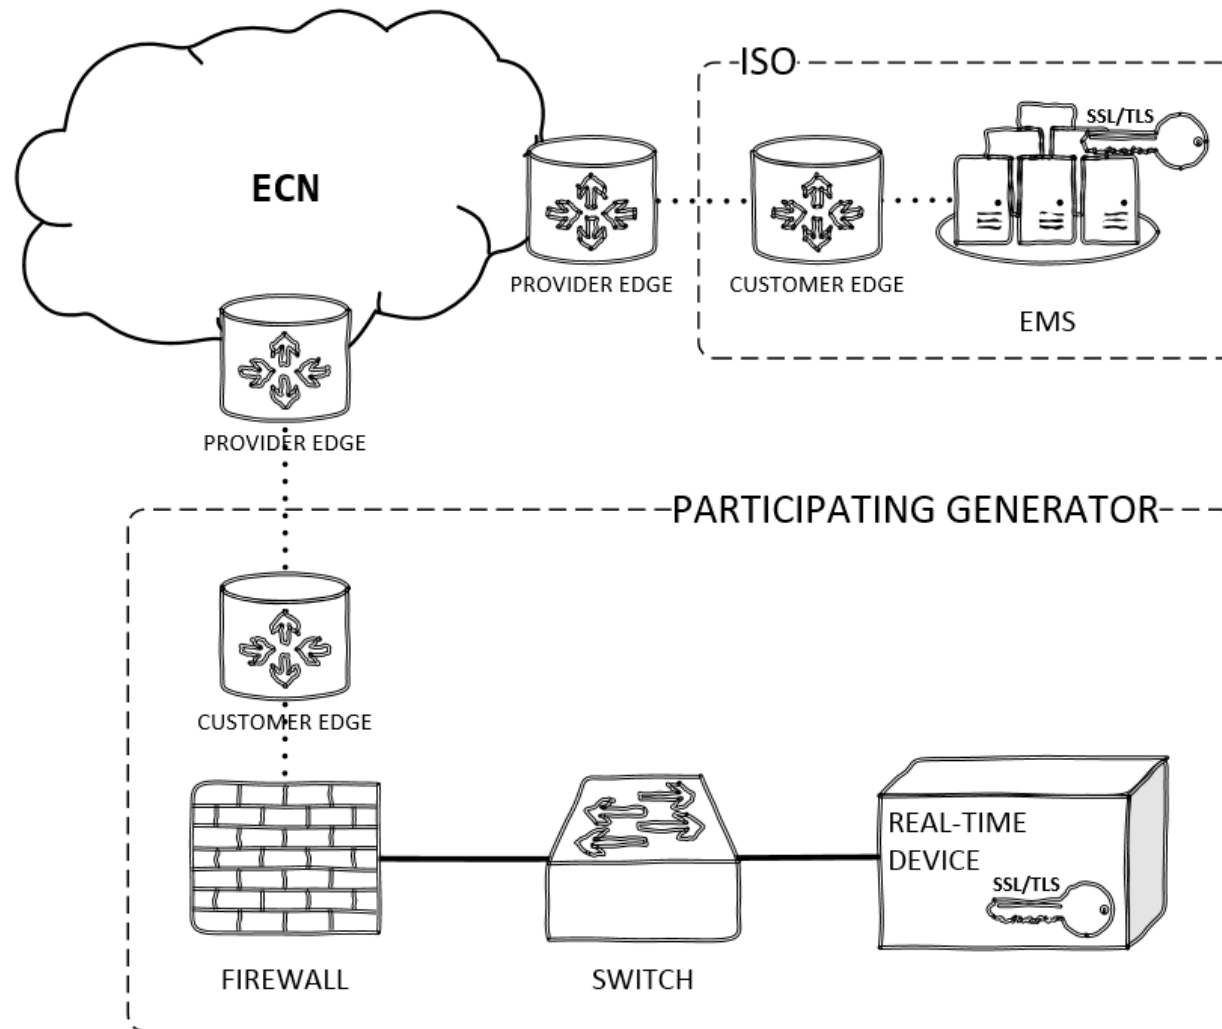 ISO
SSL/TLS
ECN
PROVIDER EDGE
CUSTOMER EDGE
EMS
PROVIDER EDGE
PARTICIPATING GENERATOR
CUSTOMER EDGE
REAL-TIME
DEVICE
SSL/TLS
FIREWALL
SWITCH